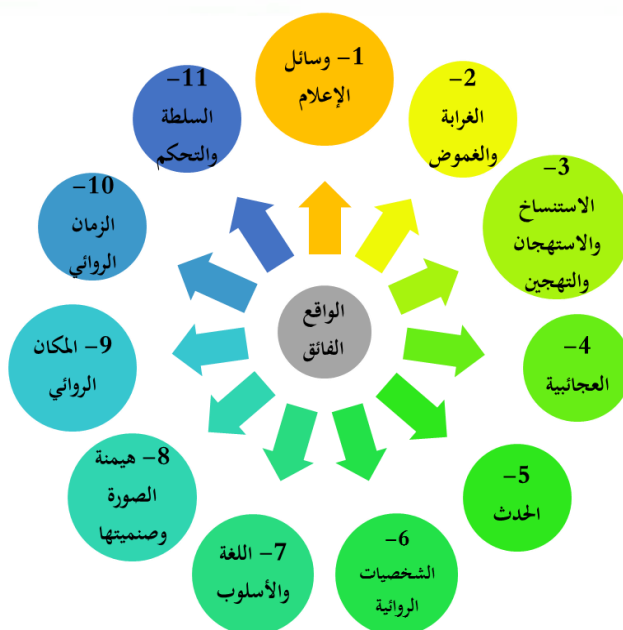 1- وسائل
الإعلام
2-
الغرابة
والغموض
3-
الاستنساخ
والاستهجان
والتهجين
4-
العجائبية
5-
الحدث
6-
الشخصيات
الروائية
7- اللغة
والأسلوب
8- هيمنة
الصورة
وصنميتها
9- المكان
الروائي
10-
الزمان
الروائي
11-
السلطة
والتحكم
الواقع
الفائق